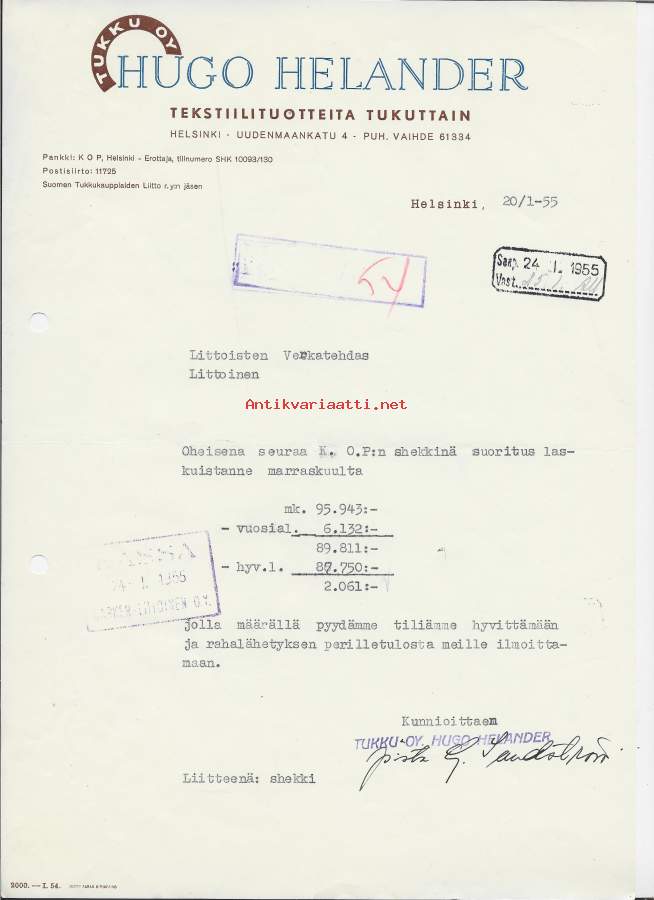 TUKKU OY
HUGO HELANDER
TEKSTIILITUOTTEITA TUKUTTAIN
HELSINKI - UUDENMAANKATU 4 - PUH. VAIHDE 61334
Pankki: K O P, Helsinki - Erottaja, tilinumero SHK 10093/130
Postisiirto: 11725
Suomen Tukkukauppiaiden Liitto r.y:n jäsen
Helsinki, 20/1-55
54
Saap. 24. I. 1955
Vast.
Littoisten Verkatehdas
Littoinen
Antikvariaatti.net
Oheisena seuraa K. O.P:n shekkinä suoritus las-
kuistanne marraskuulta
mk. 95.943:-
- vuosial. 6.132:-
89.811:-
- hyv.l. 87.750:-
2.061:-
24. I. 1955
jolla määrällä pyydämme tiliämme hyvittämään
ja rahalähetyksen perilletulosta meille ilmoitta-
maan.
Kunnioittaen
TUKKU-OY. HUGO HELANDER
Liitteenä: shekki
2000. — I. 54.